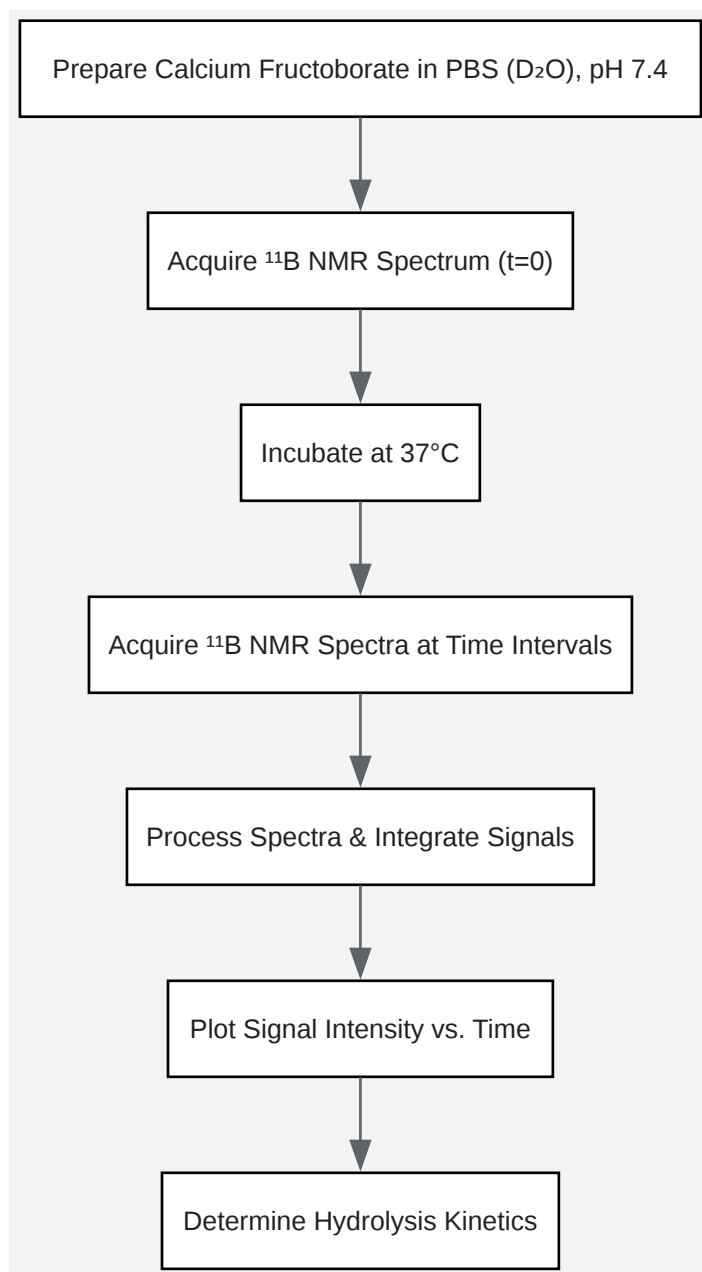 Prepare Calcium Fructoborate in PBS (D₂O), pH 7.4
Acquire ¹¹B NMR Spectrum (t=0)
Incubate at 37°C
Acquire ¹¹B NMR Spectra at Time Intervals
Process Spectra & Integrate Signals
Plot Signal Intensity vs. Time
Determine Hydrolysis Kinetics